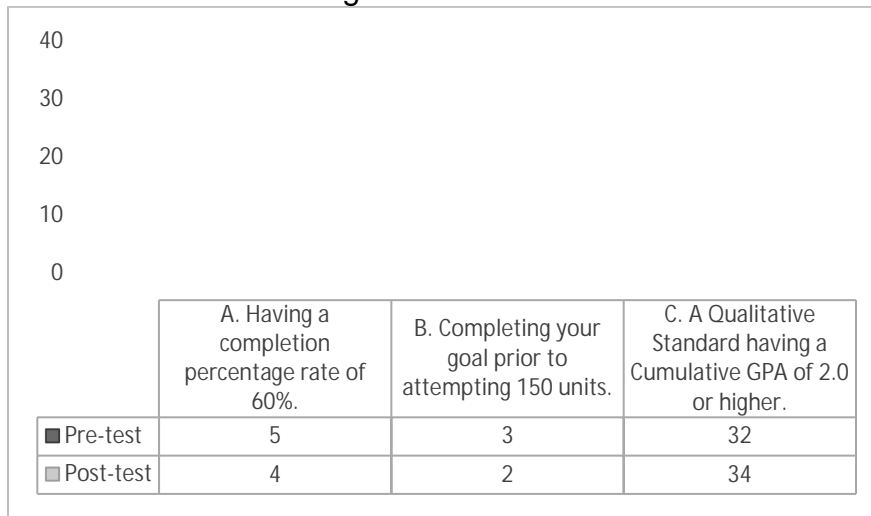 40
30
20
10
0
A. Having a completion percentage rate of 60%.
B. Completing your goal prior to attempting 150 units.
C. A Qualitative Standard having a Cumulative GPA of 2.0 or higher.
Pre-test 5 3 32
Post-test 4 2 34